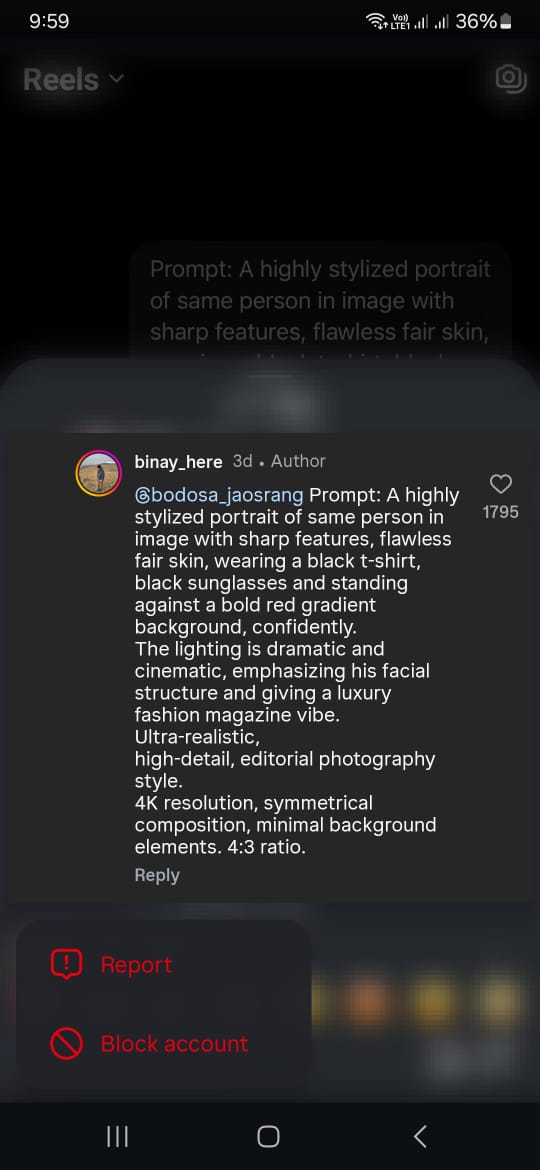 9:59
Vo))
LTE1
36%
Reels
Prompt: A highly stylized portrait
of same person in image with
sharp features, flawless fair skin,
binay_here 3d • Author
@bodosa_jaosrang Prompt: A highly
stylized portrait of same person in
image with sharp features, flawless
fair skin, wearing a black t-shirt,
black sunglasses and standing
against a bold red gradient
background, confidently.
The lighting is dramatic and
cinematic, emphasizing his facial
structure and giving a luxury
fashion magazine vibe.
Ultra-realistic,
high-detail, editorial photography
style.
4K resolution, symmetrical
composition, minimal background
elements. 4:3 ratio.
1795
Reply
Report
Block account